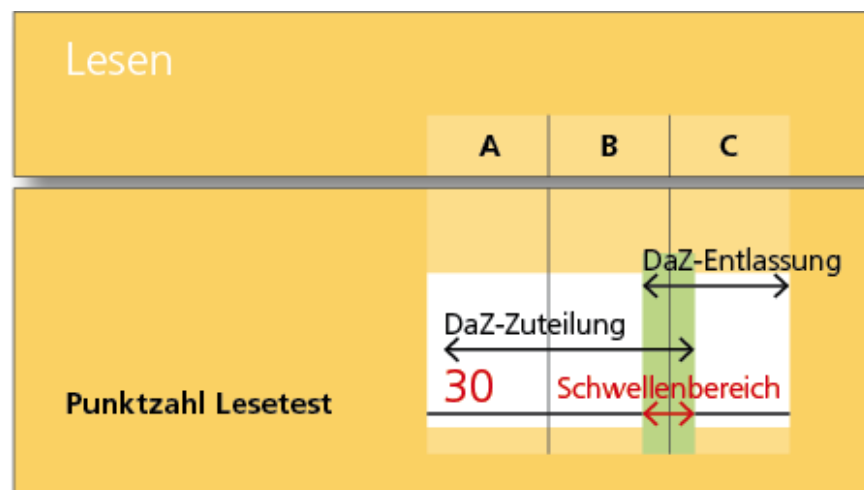 Lesen
A B C
DaZ-Entlassung
DaZ-Zuteilung
30 Schwellenbereich
Punktzahl Lesetest